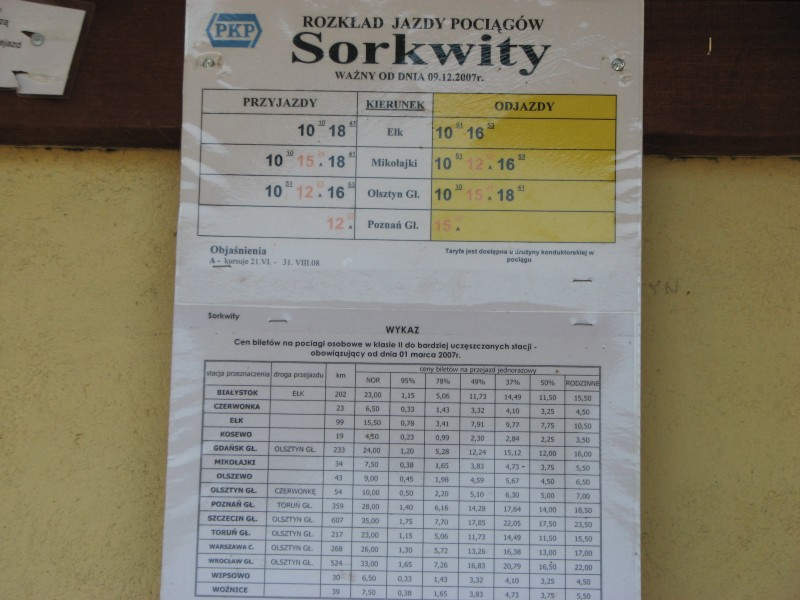 PKP
ROZKŁAD JAZDY POCIĄGÓW
Sorkwity
WAŻNY OD DNIA 09.12.2007r.
PRZYJAZDY KIERUNEK ODJAZDY
10 10 18 41 Ełk 10 51 16 53
10 10 15 A 18 41 Mikołajki 10 51 12 A 16 53
10 51 12 A 16 53 Olsztyn Gł. 10 10 15 A 18 41
12 A Poznań Gł. 15 A
Objaśnienia
A - kursuje 21.VI. - 31. VIII.08
Taryfa jest dostępna u drużyny konduktorskiej w
pociągu
Sorkwity
WYKAZ
Cen biletów na pociągi osobowe w klasie II do bardziej uczęszczanych stacji -
obowiązujący od dnia 01 marca 2007r.
stacja przeznaczenia droga przejazdu km ceny biletów na przejazd jednorazowy
NOR 95% 78% 49% 37% 50% RODZINNE
BIAŁYSTOK EŁK 202 23,00 1,15 5,06 11,73 14,49 11,50 15,50
CZERWONKA 23 6,50 0,33 1,43 3,32 4,10 3,25 4,50
EŁK 99 15,50 0,78 3,41 7,91 9,77 7,75 10,50
KOSEWO 19 4,50 0,23 0,99 2,30 2,84 2,25 3,50
GDAŃSK GŁ. OLSZTYN GŁ. 233 24,00 1,20 5,28 12,24 15,12 12,00 16,00
MIKOŁAJKI 34 7,50 0,38 1,65 3,83 4,73 3,75 5,50
OLSZEWO 43 9,00 0,45 1,98 4,59 5,67 4,50 6,50
OLSZTYN GŁ. CZERWONKĘ 54 10,00 0,50 2,20 5,10 6,30 5,00 7,00
POZNAŃ GŁ. TORUŃ GŁ. 359 28,00 1,40 6,16 14,28 17,64 14,00 18,50
SZCZECIN GŁ. OLSZTYN GŁ. 607 35,00 1,75 7,70 17,85 22,05 17,50 23,50
TORUŃ GŁ. OLSZTYN GŁ. 217 23,00 1,15 5,06 11,73 14,49 11,50 15,50
WARSZAWA C. OLSZTYN GŁ. 268 26,00 1,30 5,72 13,26 16,38 13,00 17,00
WROCŁAW GŁ. OLSZTYN GŁ. 524 33,00 1,65 7,26 16,83 20,79 16,50 22,00
WIPSOWO 30 6,50 0,33 1,43 3,32 4,10 3,25 4,50
WOŹNICE 39 7,50 0,38 1,65 3,83 4,73 3,75 5,50